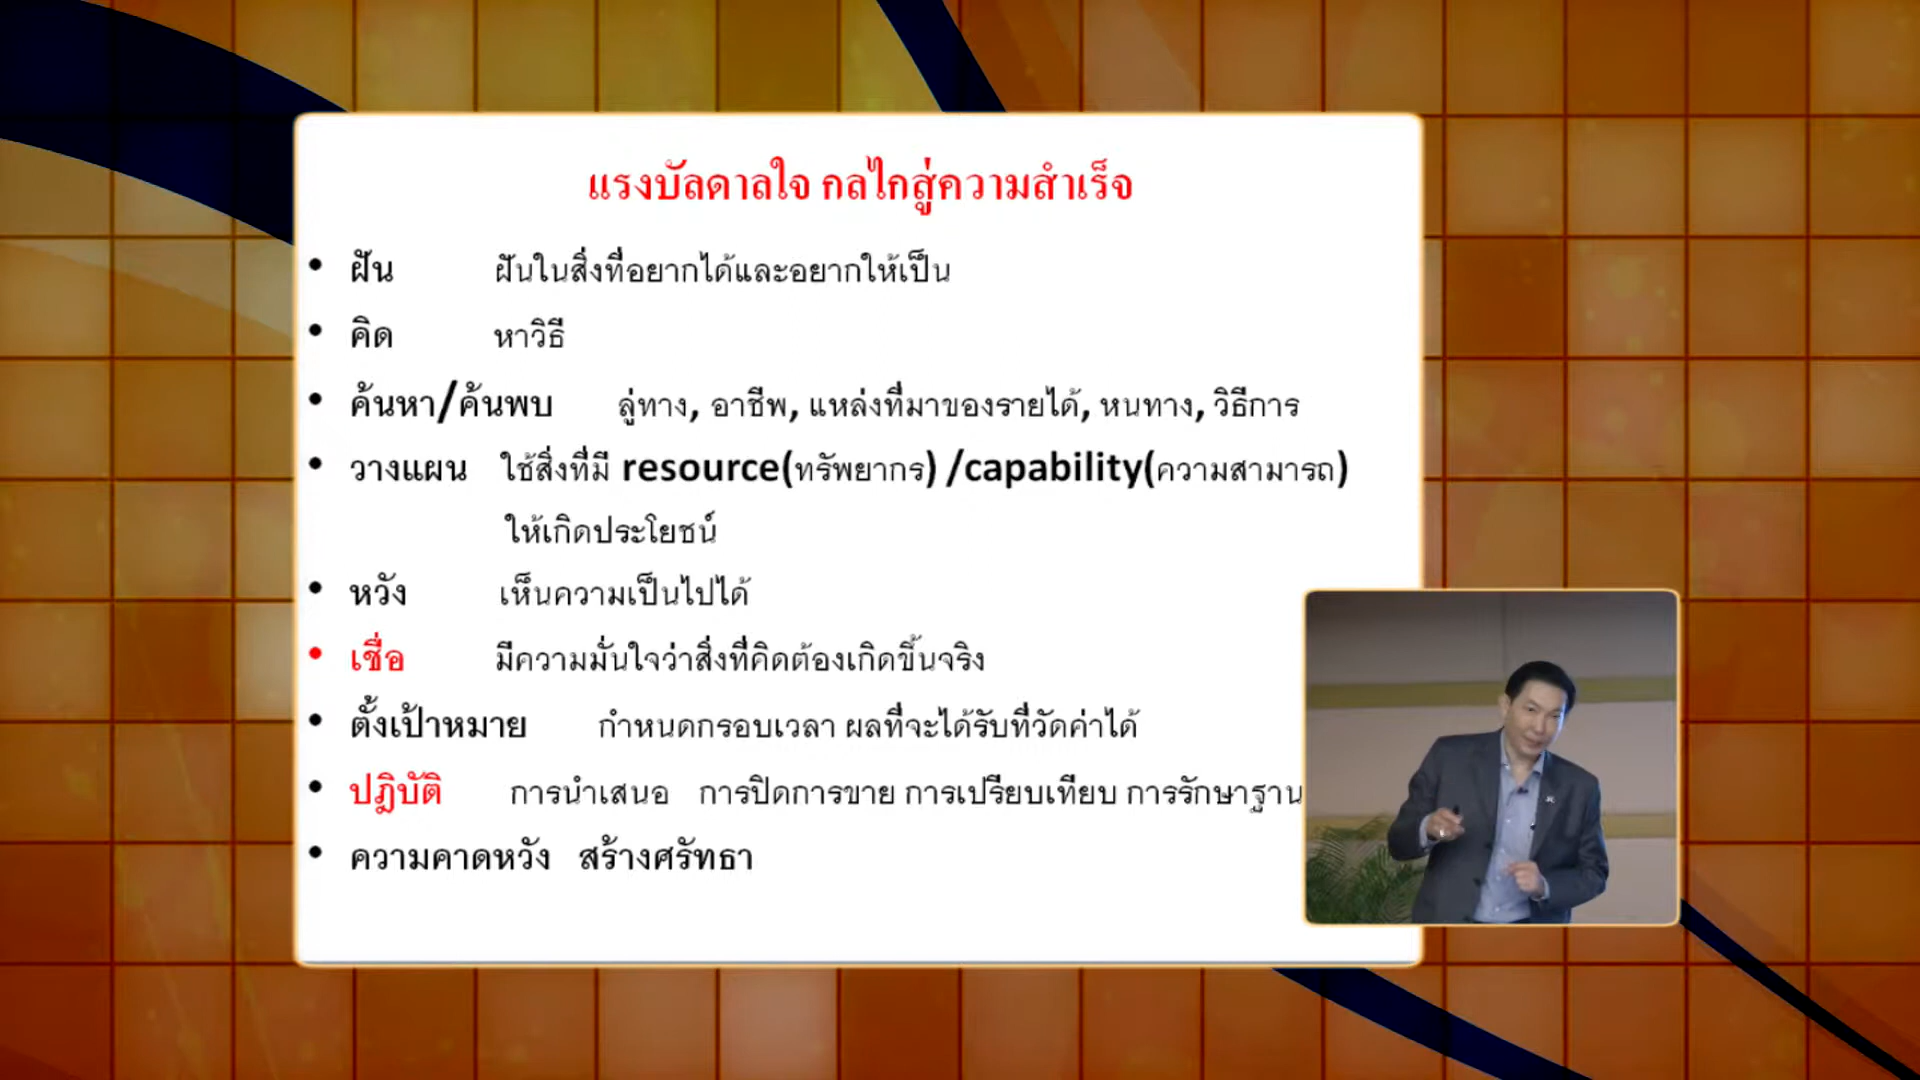 แรงบัลดาลใจ กลไกสู่ความสำเร็จ
• ฝัน ฝันในสิ่งที่อยากได้และอยากให้เป็น
• คิด หาวิธี
• ค้นหา/ค้นพบ ลู่ทาง, อาชีพ, แหล่งที่มาของรายได้, หนทาง, วิธีการ
• วางแผน ใช้สิ่งที่มี resource(ทรัพยากร) /capability(ความสามารถ)
ให้เกิดประโยชน์
• หวัง เห็นความเป็นไปได้
• เชื่อ มีความมั่นใจว่าสิ่งที่คิดต้องเกิดขึ้นจริง
• ตั้งเป้าหมาย กำหนดกรอบเวลา ผลที่จะได้รับที่วัดค่าได้
• ปฎิบัติ การนำเสนอ การปิดการขาย การเปรียบเทียบ การรักษาฐาน
• ความคาดหวัง สร้างศรัทธา